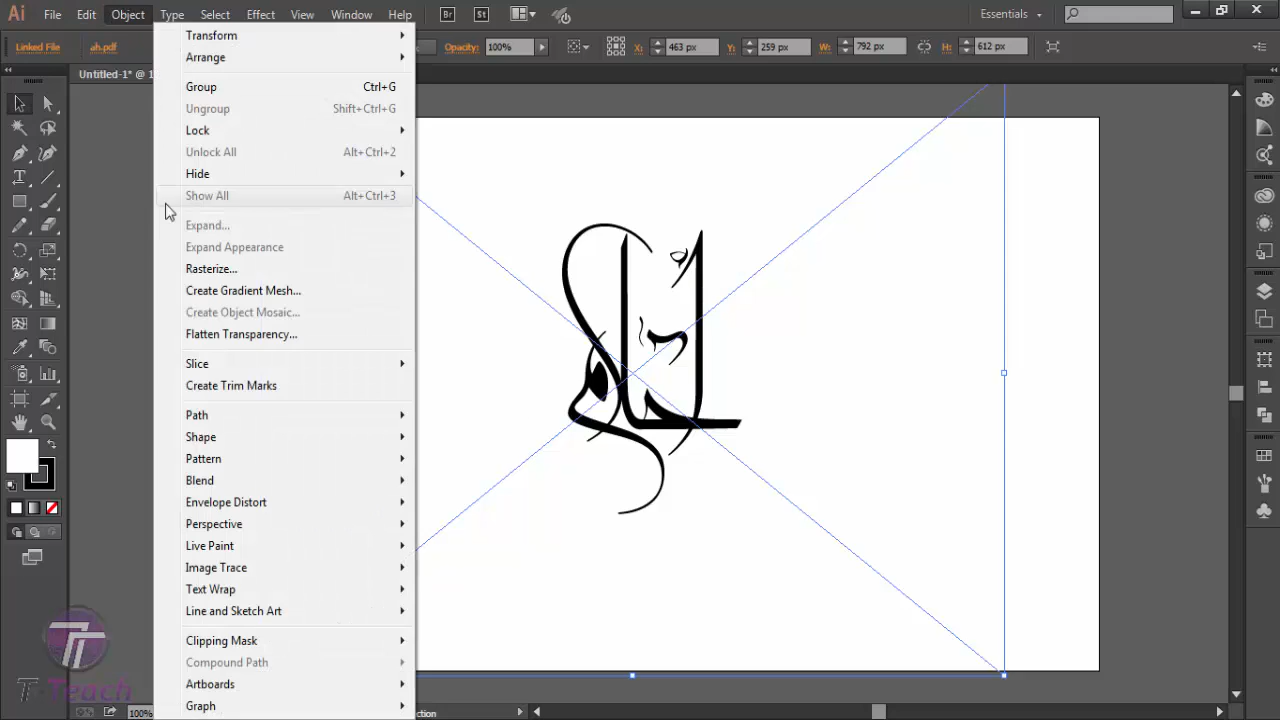 Ai File Edit Object Type Select Effect View Window Help Br St Essentials
Linked File ah.pdf Opacity: 100% X: 463 px Y: 259 px W: 792 px H: 612 px
Untitled-1* @ 1
Transform
Arrange
Group Ctrl+G
Ungroup Shift+Ctrl+G
Lock
Unlock All Alt+Ctrl+2
Hide
Show All Alt+Ctrl+3
Expand...
Expand Appearance
Rasterize...
Create Gradient Mesh...
Create Object Mosaic...
Flatten Transparency...
Slice
Create Trim Marks
Path
Shape
Pattern
Blend
Envelope Distort
Perspective
Live Paint
Image Trace
Text Wrap
Line and Sketch Art
Clipping Mask
Compound Path
Artboards
Graph
T-Teach
100% ction